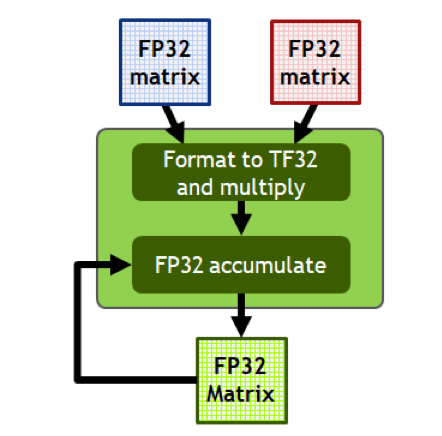 FP32
matrix
FP32
matrix
Format to TF32
and multiply
FP32 accumulate
FP32
Matrix